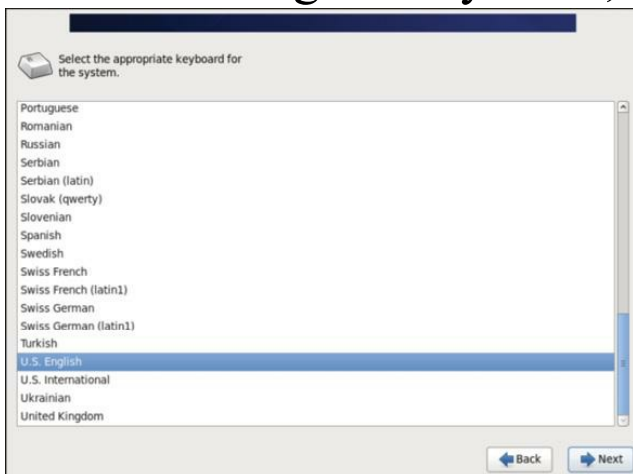 Select the appropriate keyboard for
the system.
Portuguese
Romanian
Russian
Serbian
Serbian (latin)
Slovak (qwerty)
Slovenian
Spanish
Swedish
Swiss French
Swiss French (latin1)
Swiss German
Swiss German (latin1)
Turkish
U.S. English
U.S. International
Ukrainian
United Kingdom
Back
Next